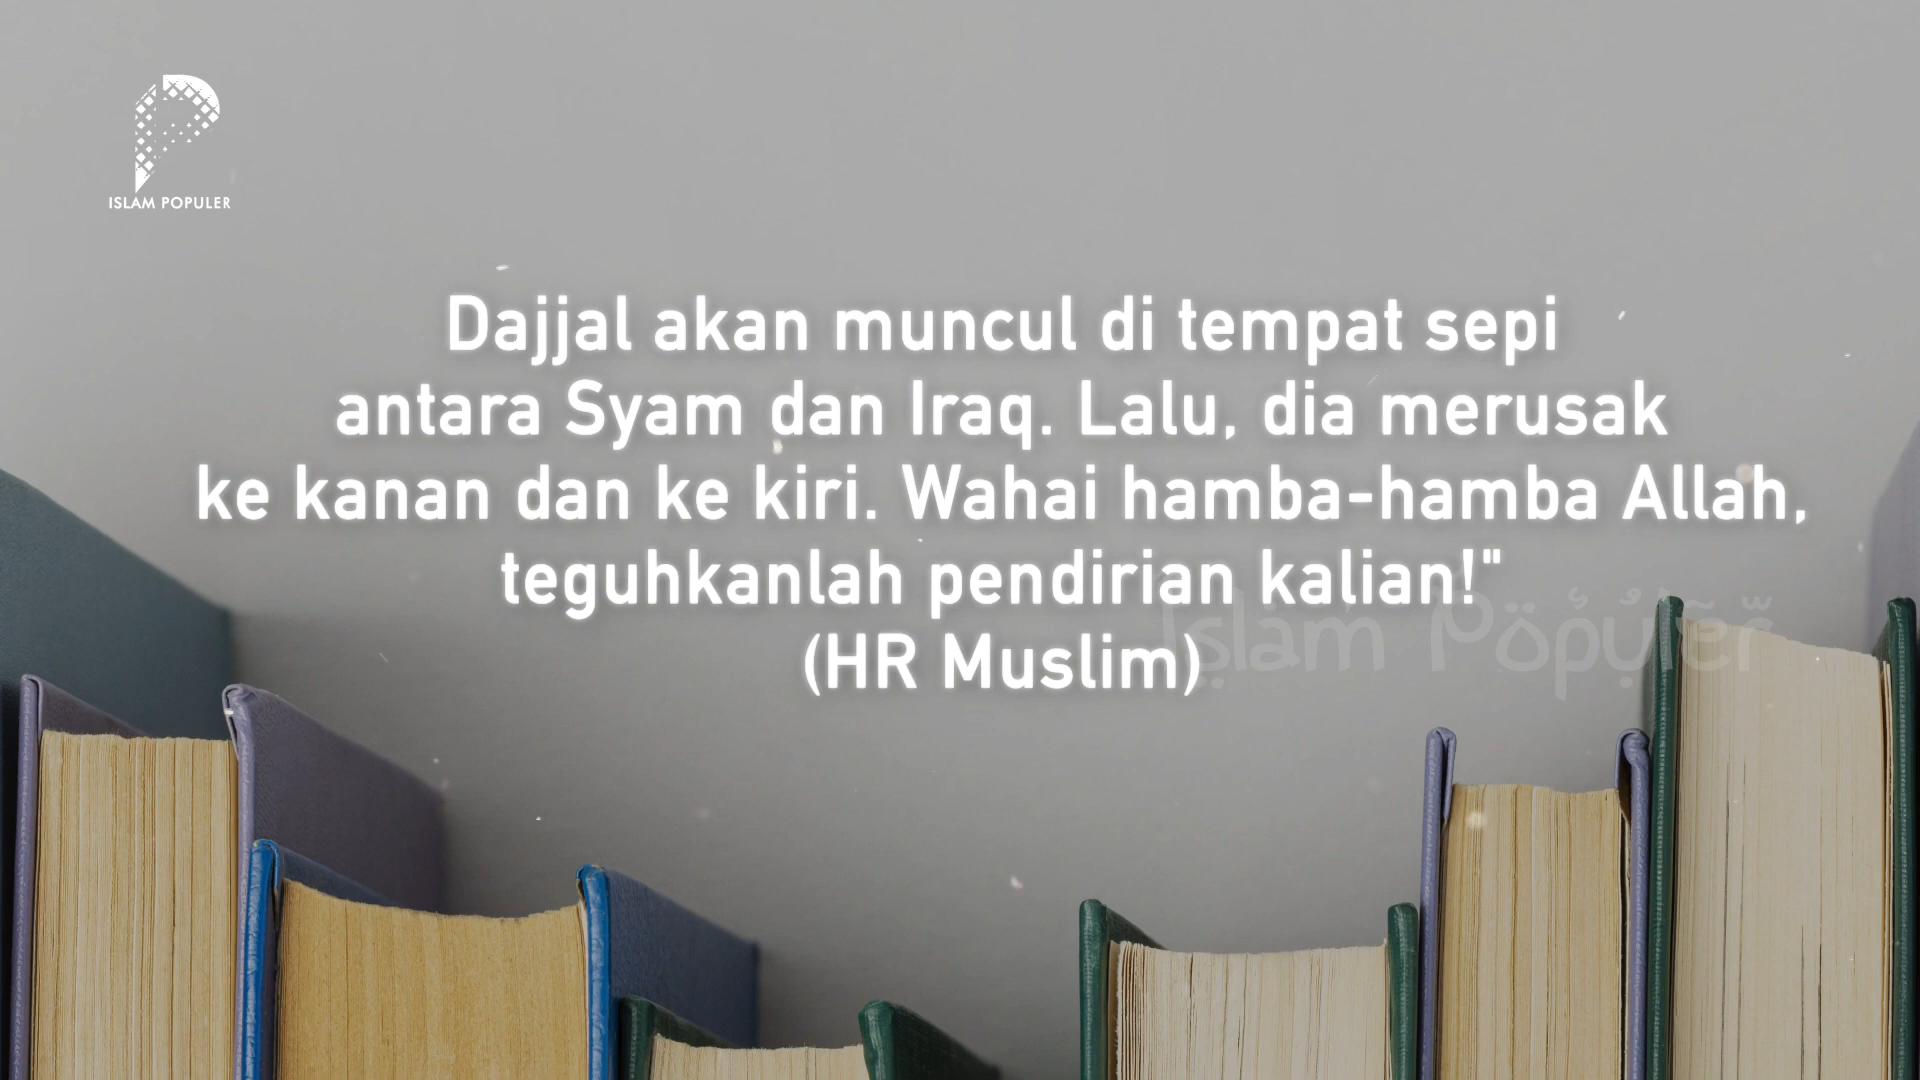 ISLAM POPULER
Dajjal akan muncul di tempat sepi
antara Syam dan Iraq. Lalu, dia merusak
ke kanan dan ke kiri. Wahai hamba-hamba Allah,
teguhkanlah pendirian kalian!"
(HR Muslim)
Islam Populer